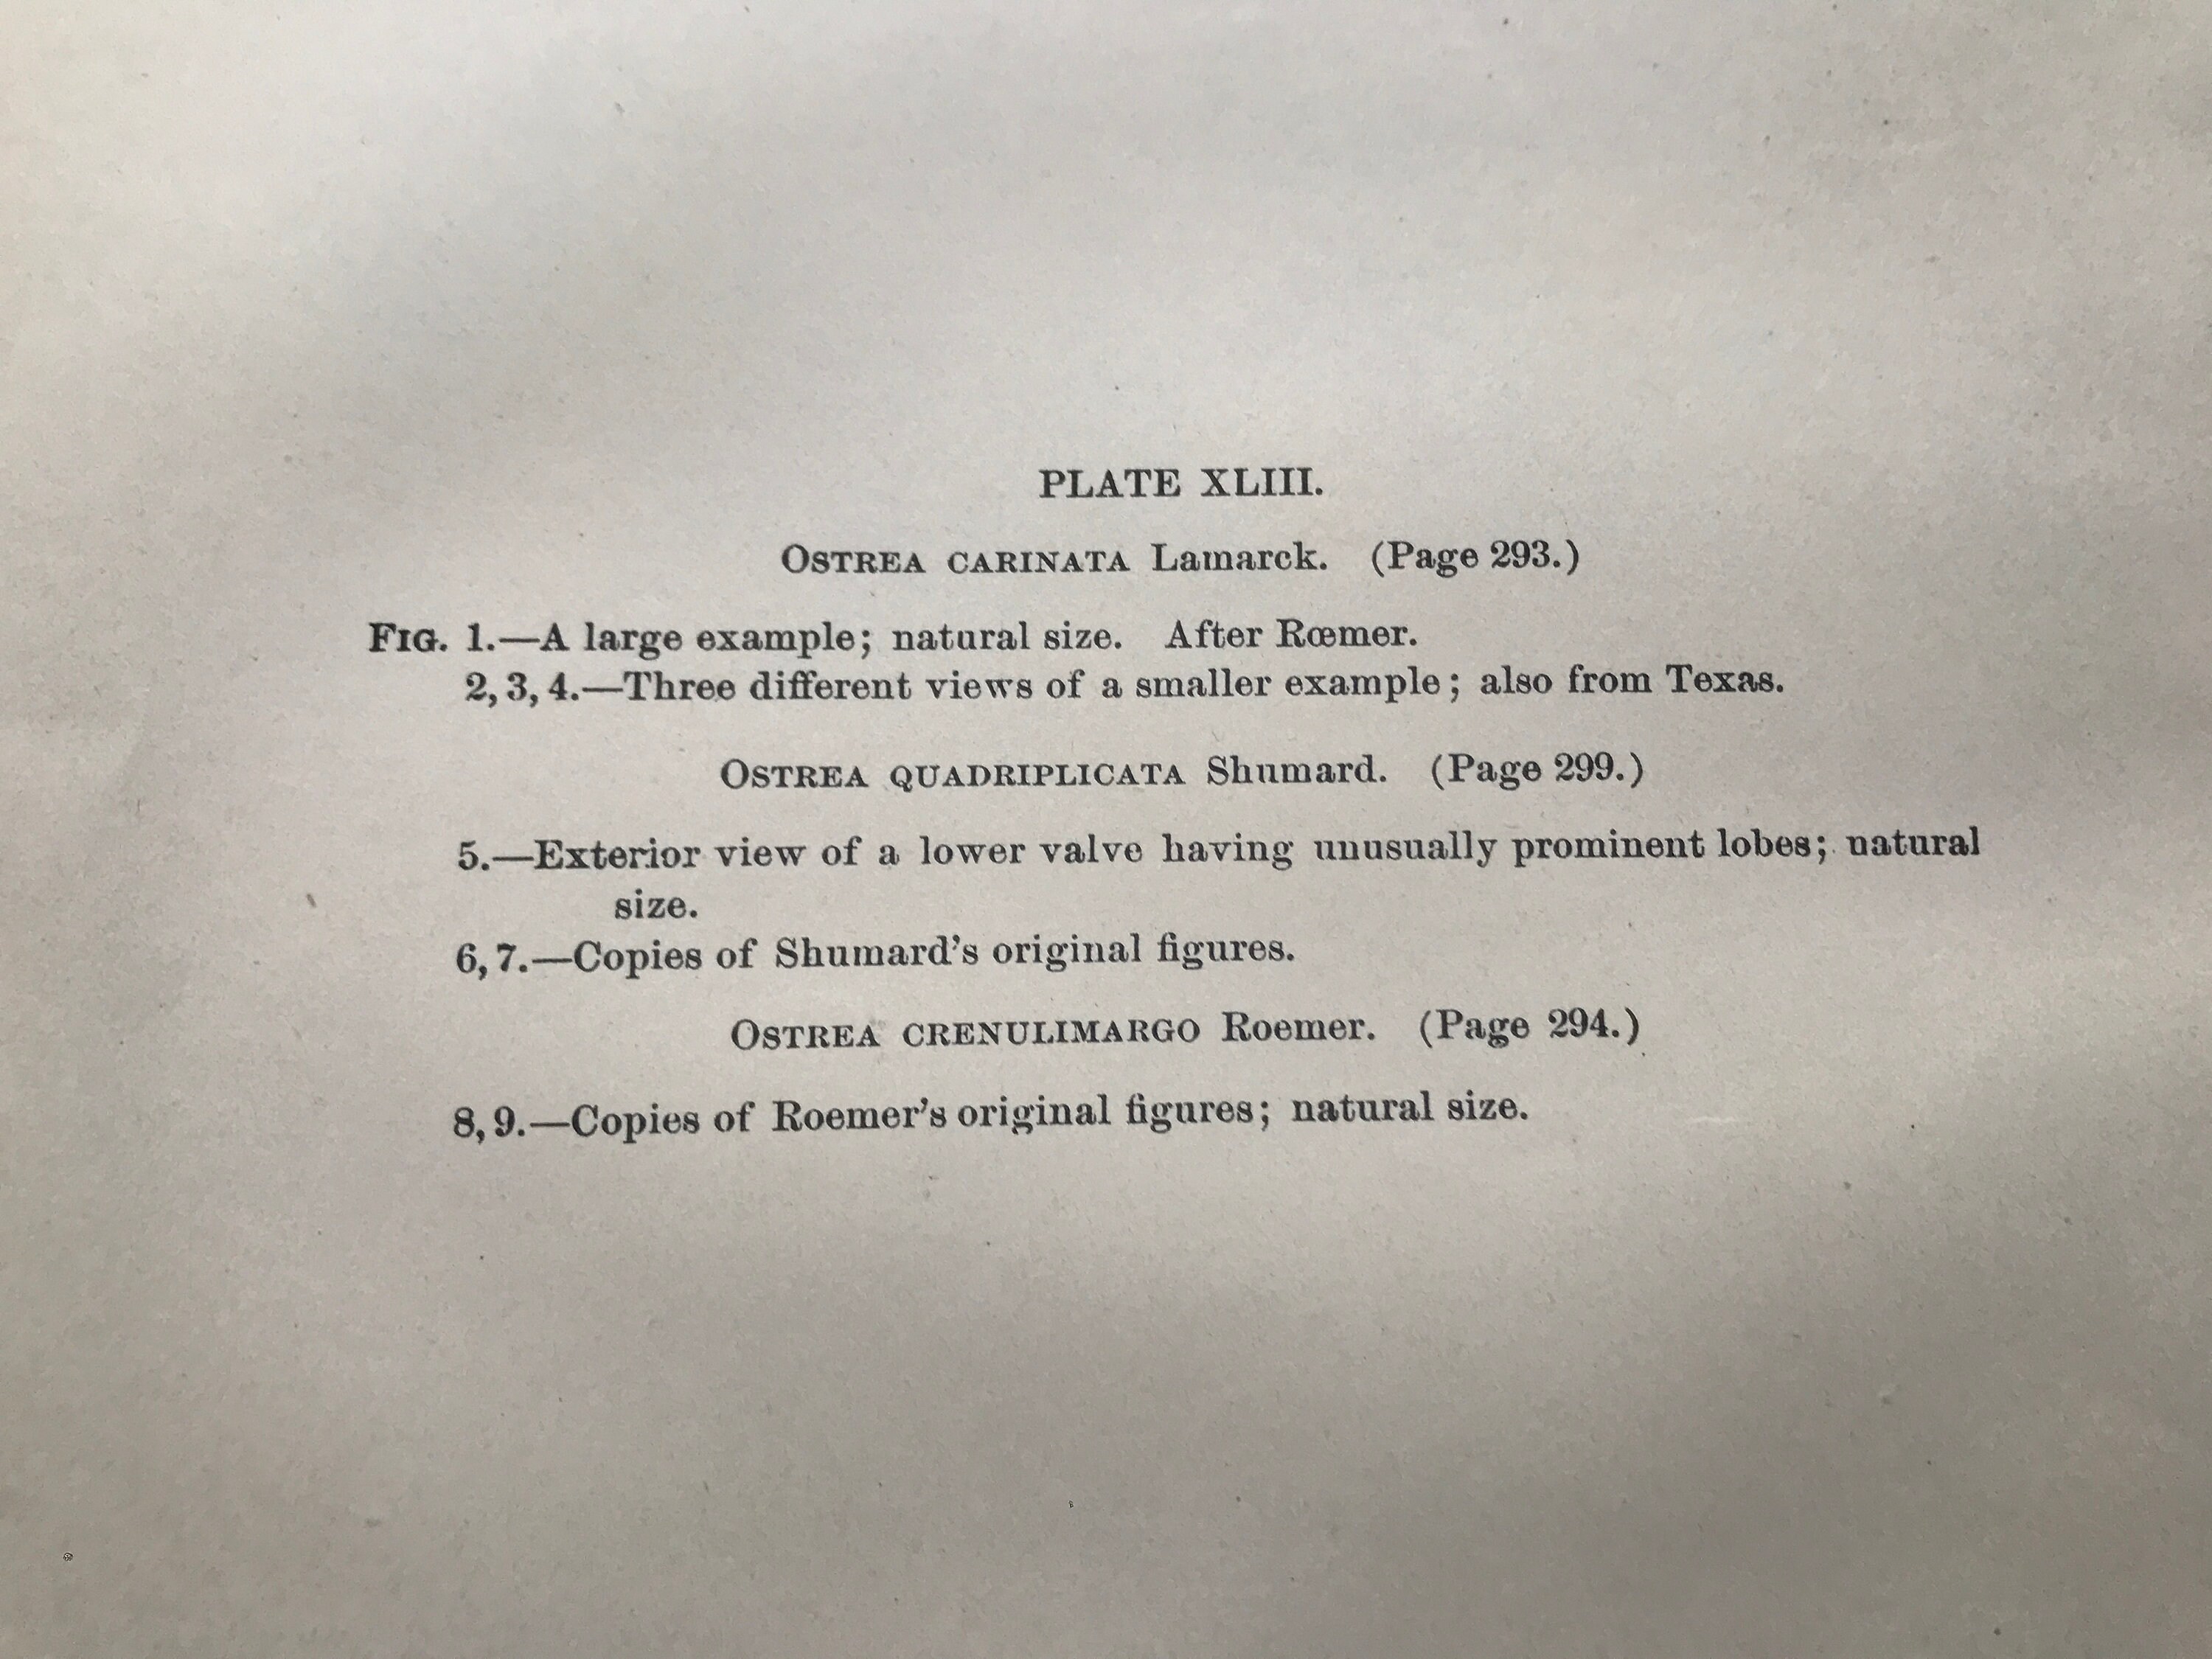 PLATE XLIII.
OSTREA CARINATA Lamarck. (Page 293.)
FIG. 1.—A large example; natural size. After Rœmer.
2, 3, 4.—Three different views of a smaller example; also from Texas.
OSTREA QUADRIPLICATA Shumard. (Page 299.)
5.—Exterior view of a lower valve having unusually prominent lobes; natural
size.
6, 7.—Copies of Shumard's original figures.
OSTREA CRENULIMARGO Roemer. (Page 294.)
8, 9.—Copies of Roemer's original figures; natural size.